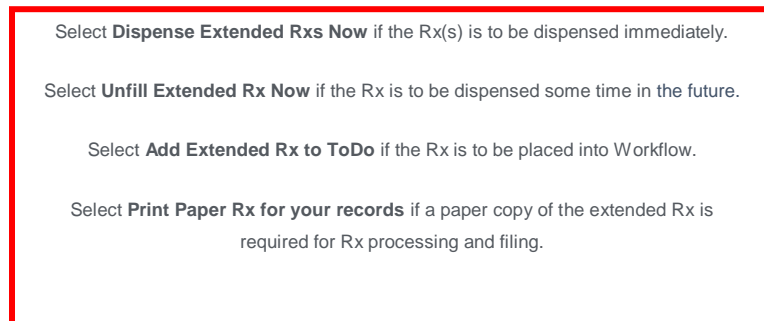 Select Dispense Extended Rxs Now if the Rx(s) is to be dispensed immediately.
Select Unfill Extended Rx Now if the Rx is to be dispensed some time in the future.
Select Add Extended Rx to ToDo if the Rx is to be placed into Workflow.
Select Print Paper Rx for your records if a paper copy of the extended Rx is
required for Rx processing and filing.